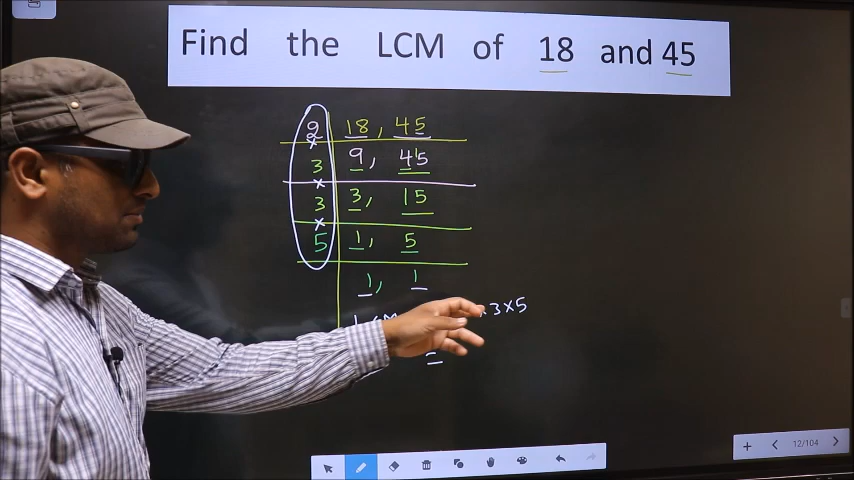 Find the LCM of 18 and 45
2 18, 45
× 3 9, 45
× 3 3, 15
× 5 1, 5
1, 1
LCM × 3 × 5
=
12/104